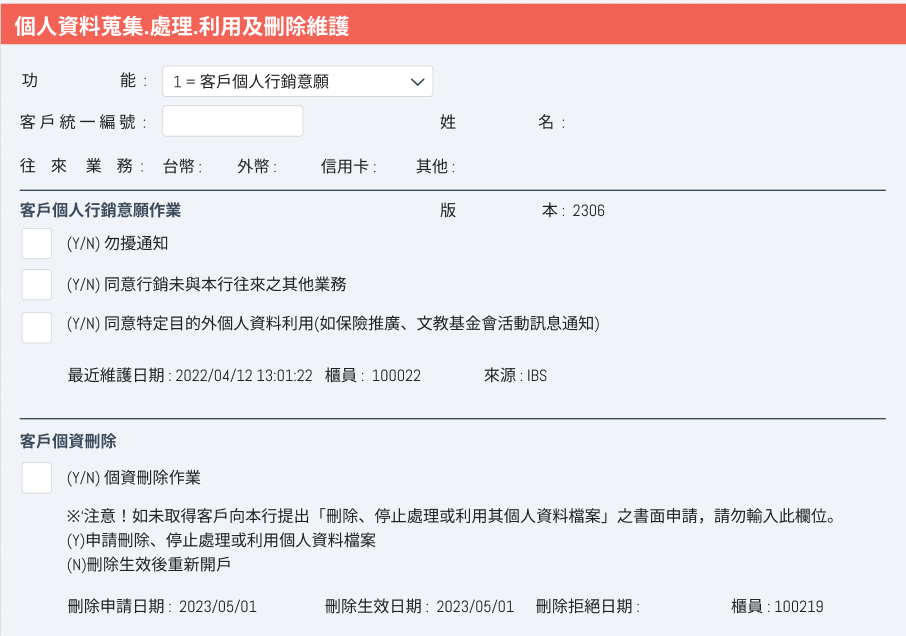 個人資料蒐集.處理.利用及刪除維護
功 能 : 1 = 客戶個人行銷意願
客戶統一編號 : 姓 名 :
往 來 業 務 : 台幣 : 外幣 : 信用卡 : 其他 :
客戶個人行銷意願作業 版 本 : 2306
(Y/N) 勿擾通知
(Y/N) 同意行銷未與本行往來之其他業務
(Y/N) 同意特定目的外個人資料利用(如保險推廣、文教基金會活動訊息通知)
最近維護日期 : 2022/04/12 13:01:22 櫃員 : 100022 來源 : IBS
客戶個資刪除
(Y/N) 個資刪除作業
※‘注意！如未取得客戶向本行提出「刪除、停止處理或利用其個人資料檔案」之書面申請，請勿輸入此欄位。
(Y)申請刪除、停止處理或利用個人資料檔案
(N)刪除生效後重新開戶
刪除申請日期 : 2023/05/01 刪除生效日期 : 2023/05/01 刪除拒絕日期 : 櫃員 : 100219